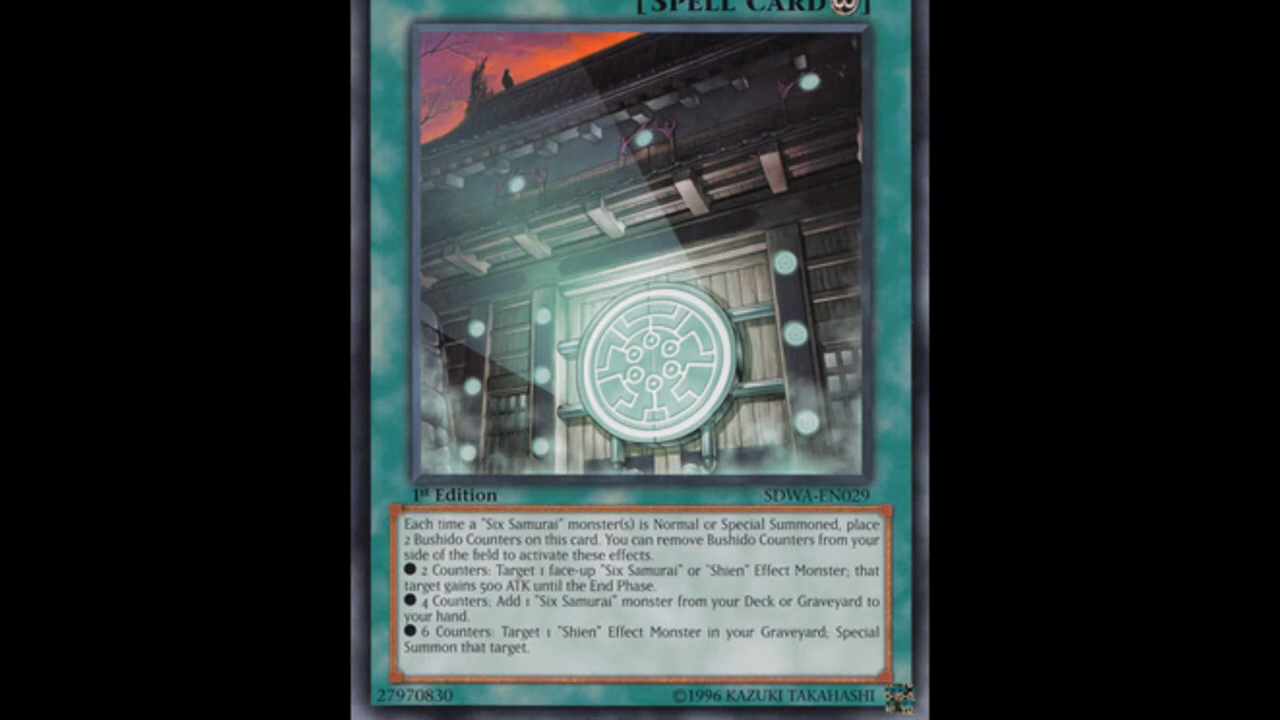 [SPELL CARD]
1st Edition SDWA-EN029
Each time a "Six Samurai" monster(s) is Normal or Special Summoned, place
2 Bushido Counters on this card. You can remove Bushido Counters from your
side of the field to activate these effects.
● 2 Counters: Target 1 face-up "Six Samurai" or "Shien" Effect Monster; that
target gains 500 ATK until the End Phase.
● 4 Counters: Add 1 "Six Samurai" monster from your Deck or Graveyard to
your hand.
● 6 Counters: Target 1 "Shien" Effect Monster in your Graveyard; Special
Summon that target.
27970830 ©1996 KAZUKI TAKAHASHI